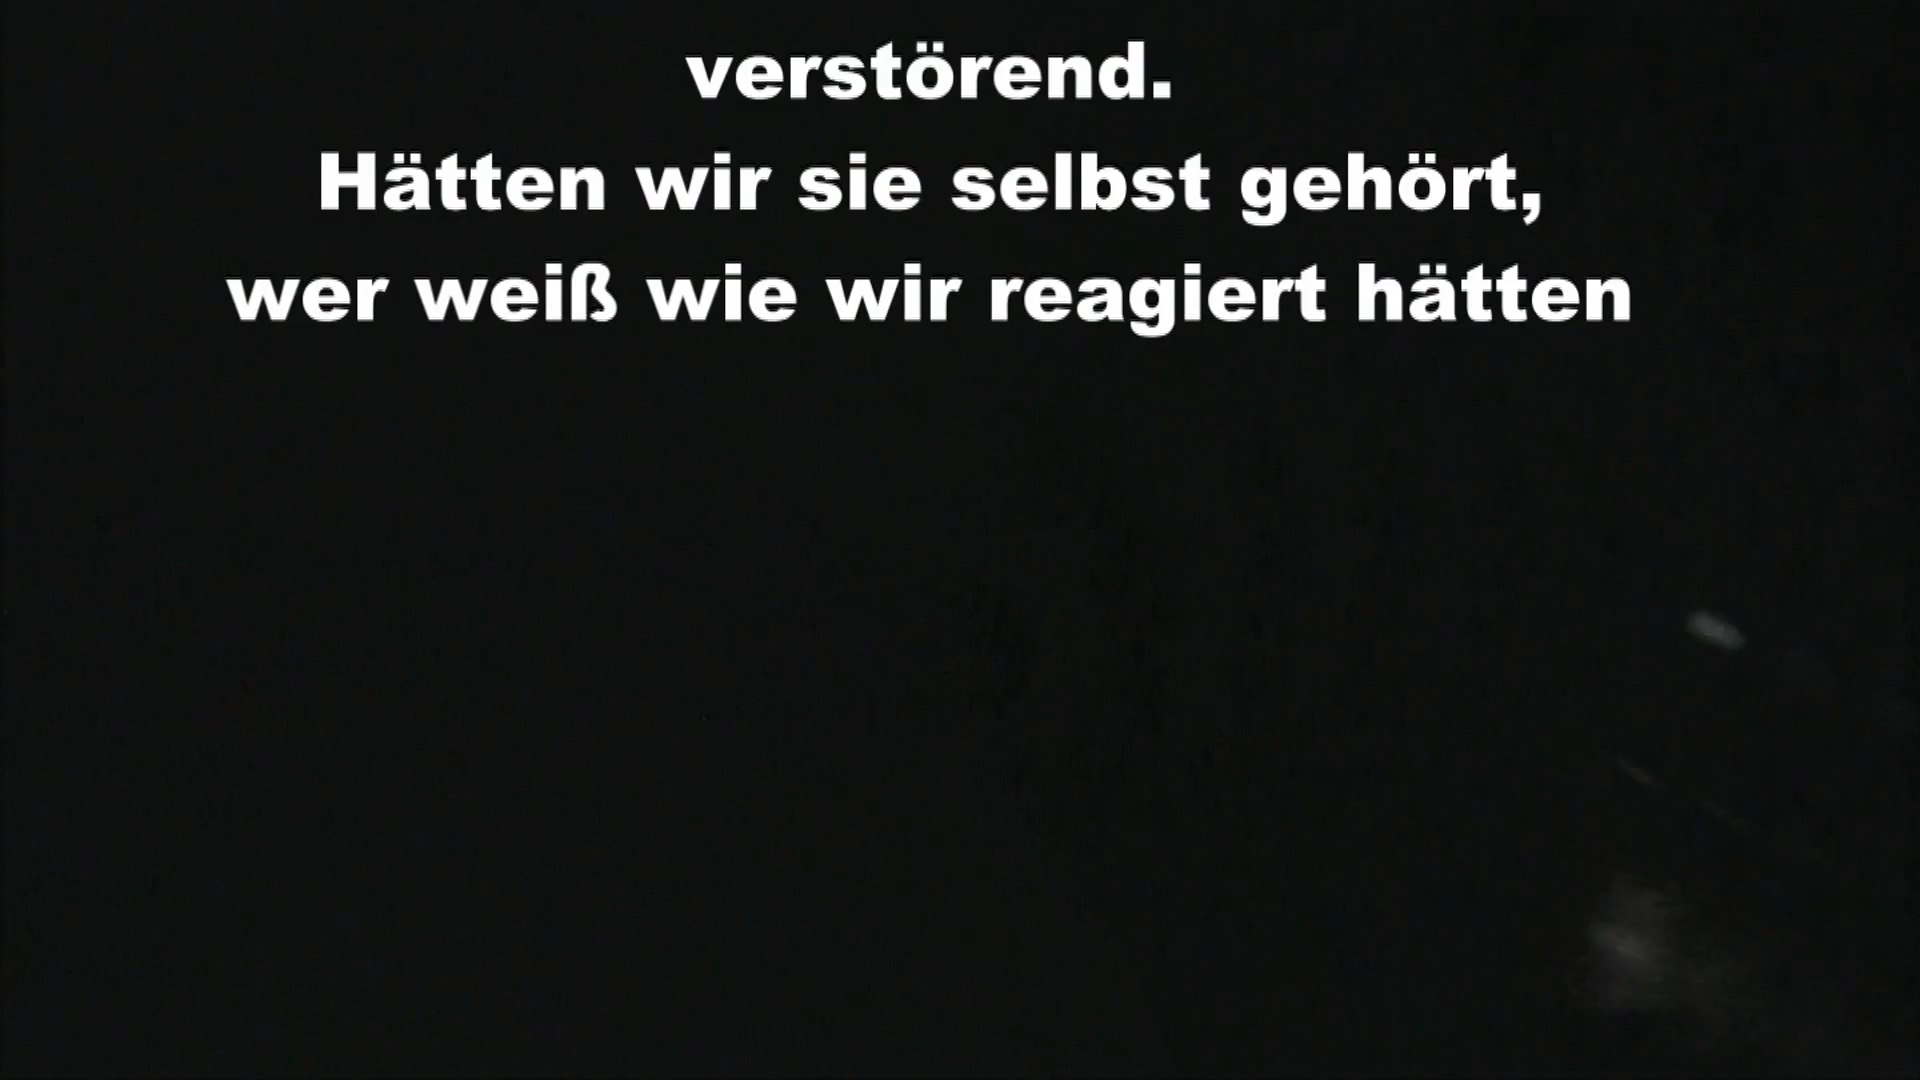 verstörend.
Hätten wir sie selbst gehört,
wer weiß wie wir reagiert hätten